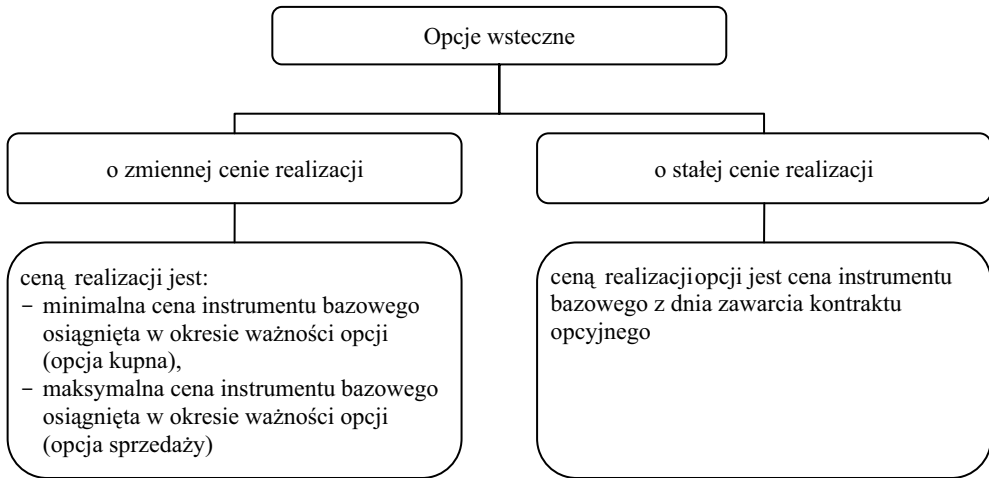 Opcje wsteczne
o zmiennej cenie realizacji
o stałej cenie realizacji
ceną realizacji jest:
– minimalna cena instrumentu bazowego
osiągnięta w okresie ważności opcji
(opcja kupna),
– maksymalna cena instrumentu bazowego
osiągnięta w okresie ważności opcji
(opcja sprzedaży)
ceną realizacjiopcji jest cena instrumentu
bazowego z dnia zawarcia kontraktu
opcyjnego